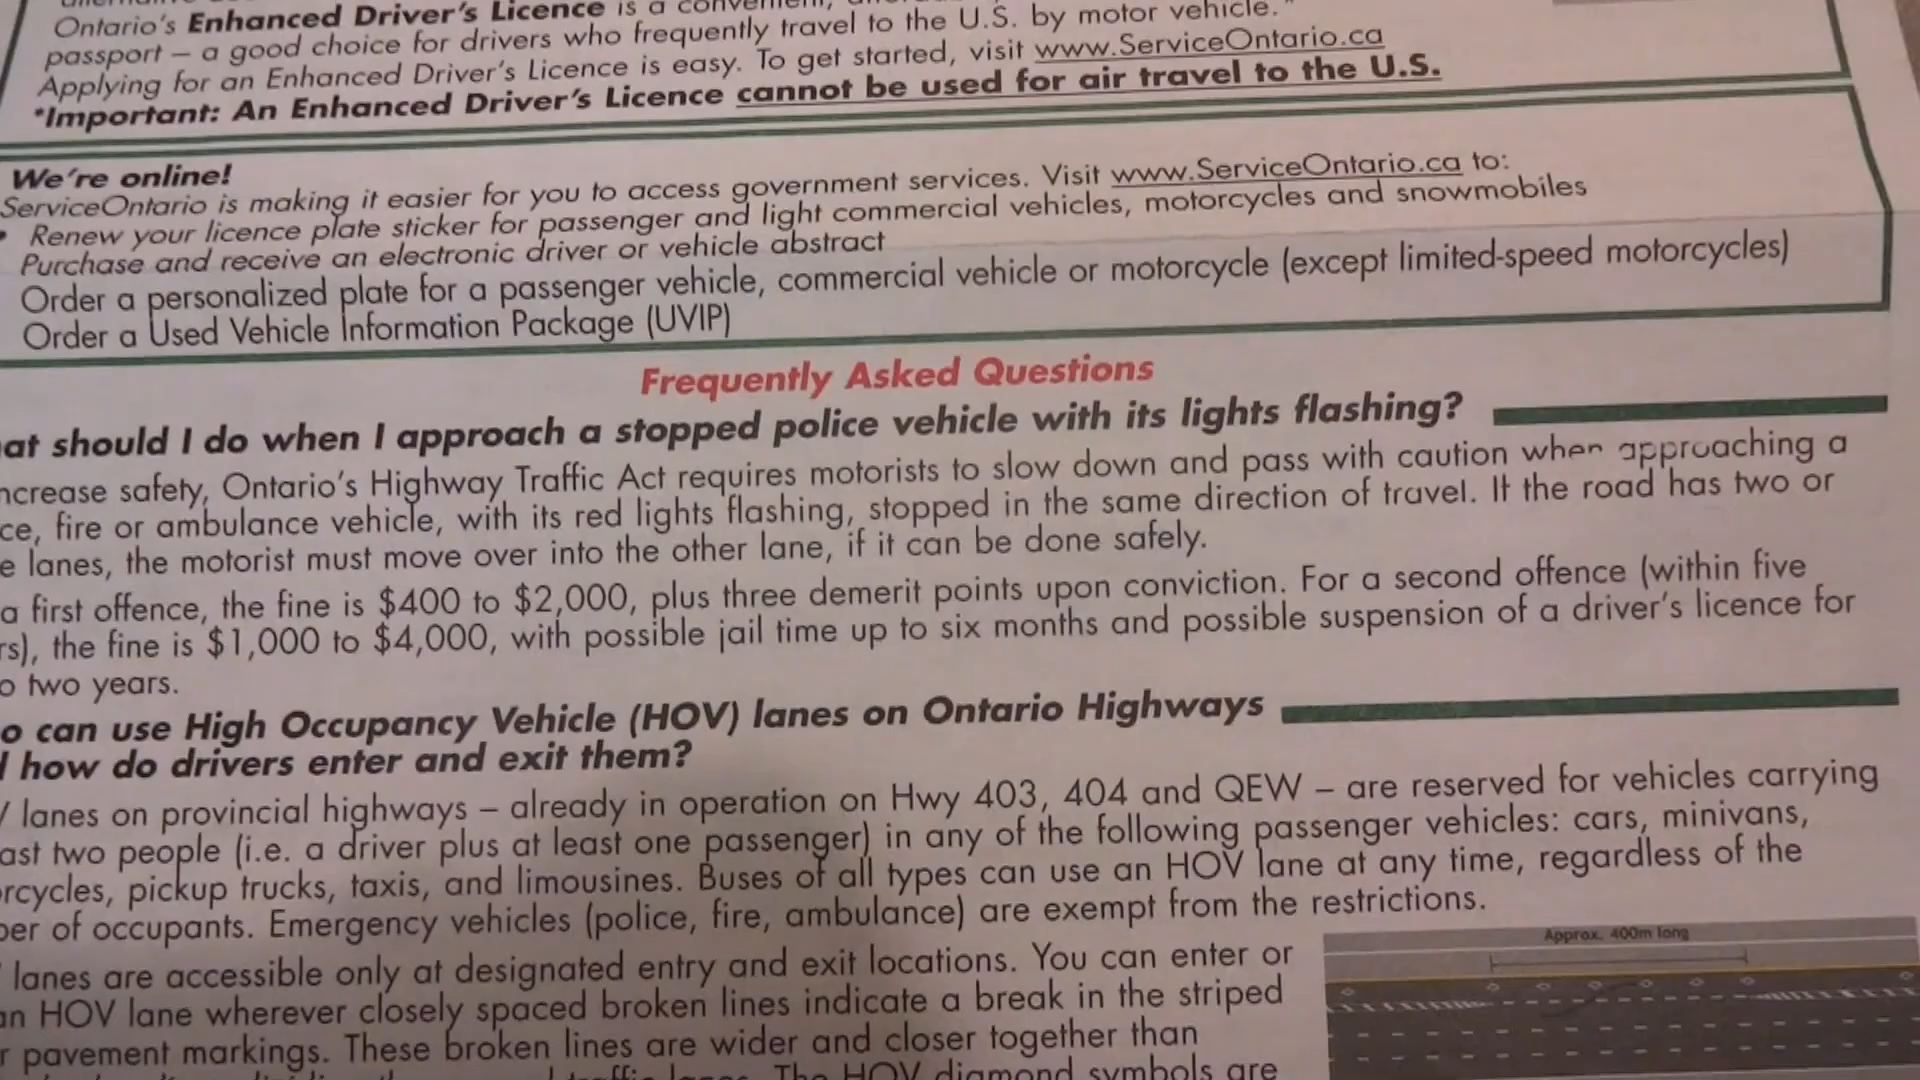 Ontario's Enhanced Driver's Licence is a
passport – a good choice for drivers who frequently travel to the U.S. by motor vehicle.*
Applying for an Enhanced Driver's Licence is easy. To get started, visit www.ServiceOntario.ca
*Important: An Enhanced Driver's Licence cannot be used for air travel to the U.S.
We're online!
ServiceOntario is making it easier for you to access government services. Visit www.ServiceOntario.ca to:
• Renew your licence plate sticker for passenger and light commercial vehicles, motorcycles and snowmobiles
Purchase and receive an electronic driver or vehicle abstract
Order a personalized plate for a passenger vehicle, commercial vehicle or motorcycle (except limited-speed motorcycles)
Order a Used Vehicle Information Package (UVIP)
Frequently Asked Questions
at should I do when I approach a stopped police vehicle with its lights flashing?
ncrease safety, Ontario's Highway Traffic Act requires motorists to slow down and pass with caution when approaching a
ce, fire or ambulance vehicle, with its red lights flashing, stopped in the same direction of travel. If the road has two or
e lanes, the motorist must move over into the other lane, if it can be done safely.
a first offence, the fine is $400 to $2,000, plus three demerit points upon conviction. For a second offence (within five
rs), the fine is $1,000 to $4,000, with possible jail time up to six months and possible suspension of a driver's licence for
o two years.
o can use High Occupancy Vehicle (HOV) lanes on Ontario Highways
d how do drivers enter and exit them?
V lanes on provincial highways – already in operation on Hwy 403, 404 and QEW – are reserved for vehicles carrying
ast two people (i.e. a driver plus at least one passenger) in any of the following passenger vehicles: cars, minivans,
rcycles, pickup trucks, taxis, and limousines. Buses of all types can use an HOV lane at any time, regardless of the
ber of occupants. Emergency vehicles (police, fire, ambulance) are exempt from the restrictions.
Approx. 400m long
lanes are accessible only at designated entry and exit locations. You can enter or
an HOV lane wherever closely spaced broken lines indicate a break in the striped
r pavement markings. These broken lines are wider and closer together than
traffic lanes. The HOV diamond symbols are